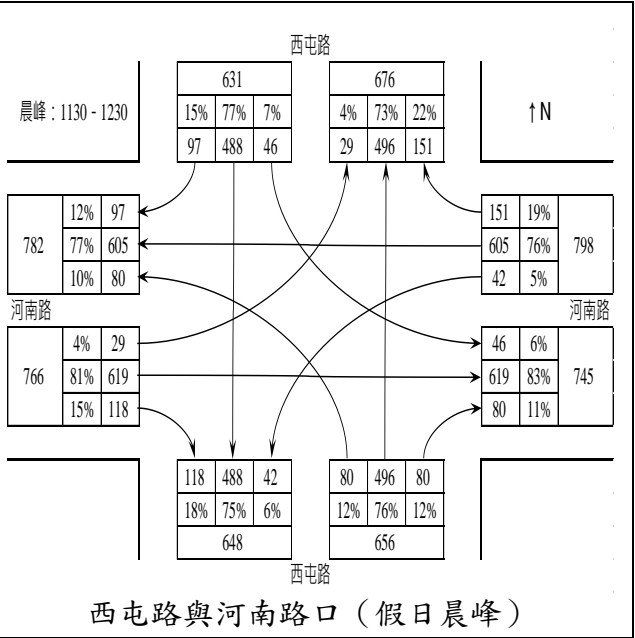 西屯路
晨峰：1130 - 1230
631
15% 77% 7%
97 488 46
676
4% 73% 22%
29 496 151
↑N
782
12% 97
77% 605
10% 80
151 19%
605 76%
42 5%
798
河南路
河南路
766
4% 29
81% 619
15% 118
46 6%
619 83%
80 11%
745
118 488 42
18% 75% 6%
648
80 496 80
12% 76% 12%
656
西屯路
西屯路與河南路口（假日晨峰）